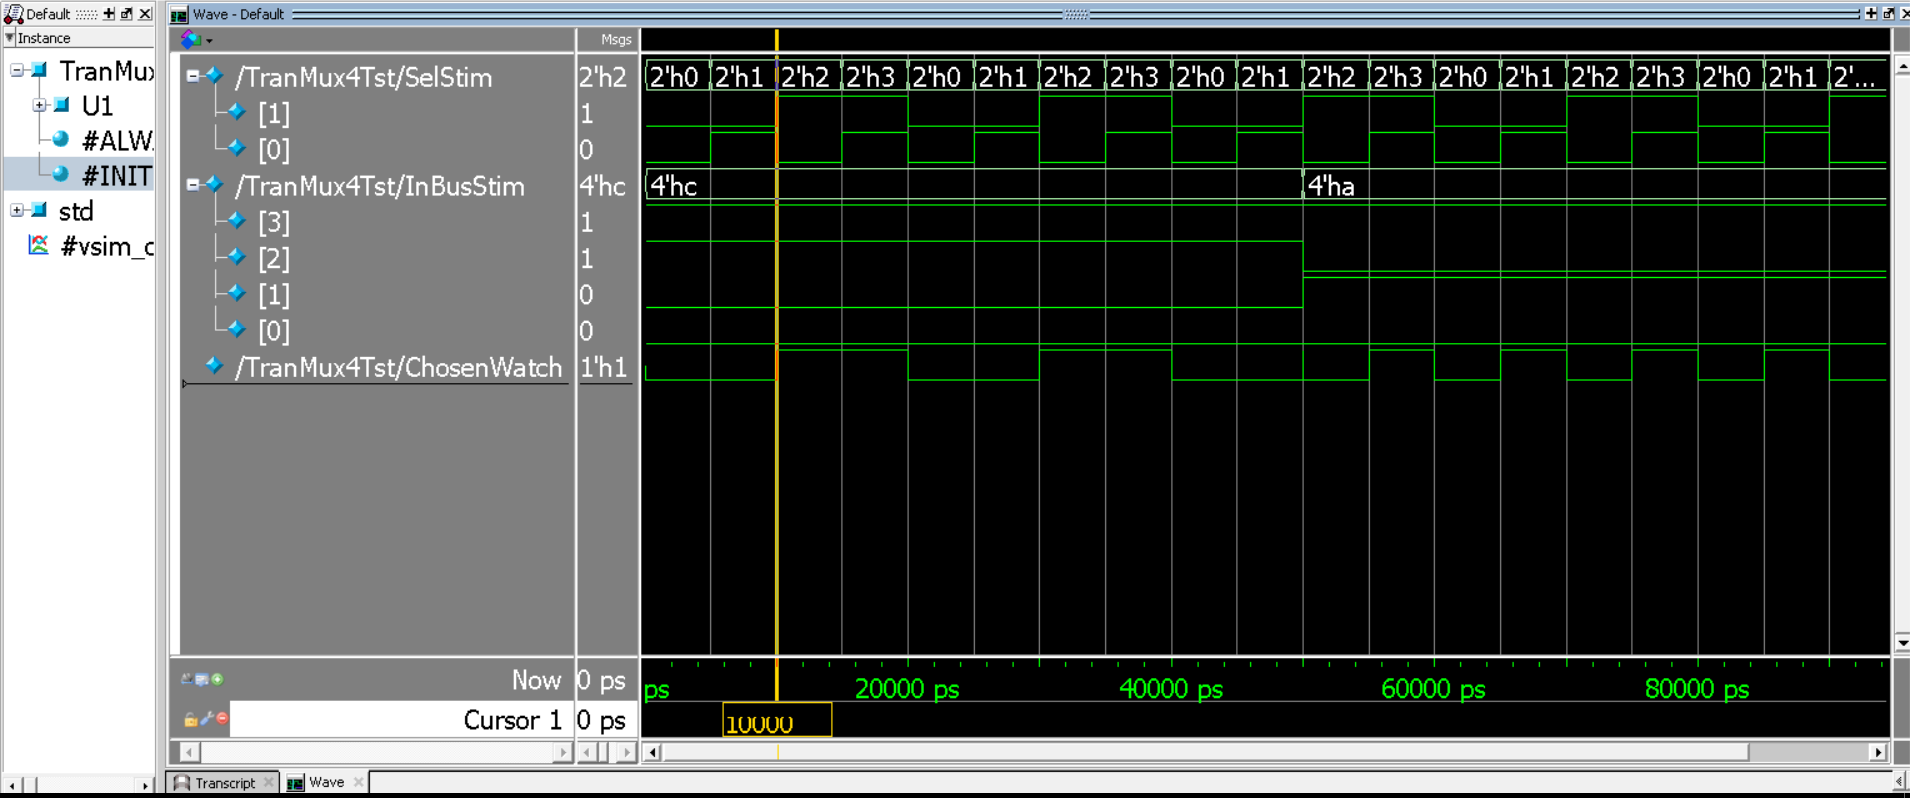 Default
Wave - Default
Instance
Msgs
TranMux
/TranMux4Tst/SelStim 2'h2 2'h0 2'h1 2'h2 2'h3 2'h0 2'h1 2'h2 2'h3 2'h0 2'h1 2'h2 2'h3 2'h0 2'h1 2'h2 2'h3 2'h0 2'h1 2'...
U1
[1] 1
#ALW
[0] 0
#INIT
/TranMux4Tst/InBusStim 4'hc 4'hc 4'ha
std
[3] 1
#vsim_c
[2] 1
[1] 0
[0] 0
/TranMux4Tst/ChosenWatch 1'h1
Now 0 ps ps 20000 ps 40000 ps 60000 ps 80000 ps
Cursor 1 0 ps 10000
Transcript Wave